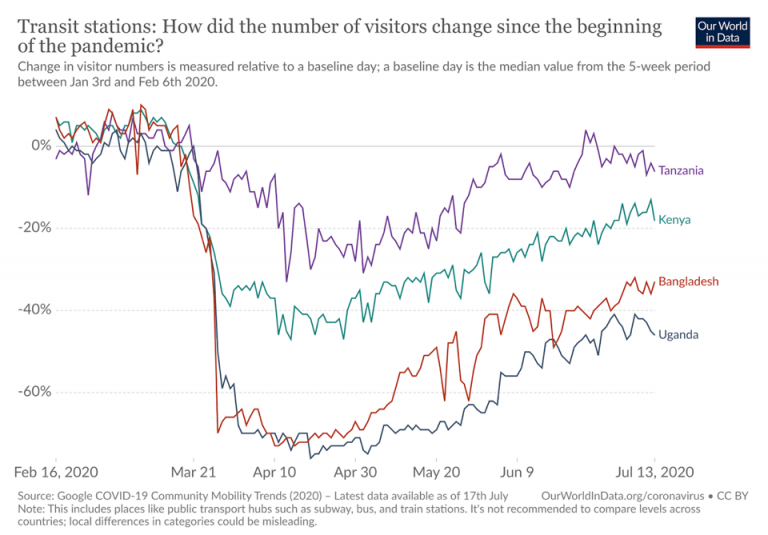 Transit stations: How did the number of visitors change since the beginning
of the pandemic?
Our World
in Data
Change in visitor numbers is measured relative to a baseline day; a baseline day is the median value from the 5-week period
between Jan 3rd and Feb 6th 2020.
0%
Tanzania
-20%
Kenya
Bangladesh
-40%
Uganda
-60%
Feb 16, 2020 Mar 21 Apr 10 Apr 30 May 20 Jun 9 Jul 13, 2020
Source: Google COVID-19 Community Mobility Trends (2020) – Latest data available as of 17th July OurWorldInData.org/coronavirus • CC BY
Note: This includes places like public transport hubs such as subway, bus, and train stations. It's not recommended to compare levels across
countries; local differences in categories could be misleading.